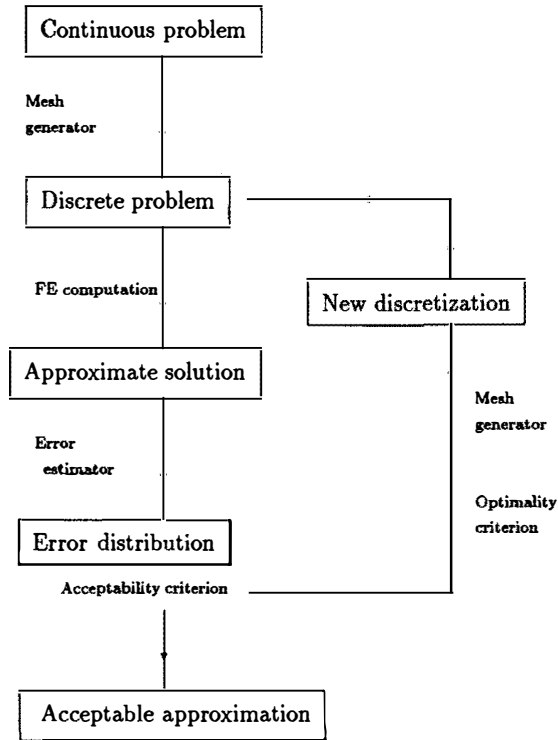 Continuous problem
Mesh
generator
Discrete problem
FE computation
New discretization
Approximate solution
Mesh
generator
Error
estimator
Optimality
criterion
Error distribution
Acceptability criterion
Acceptable approximation